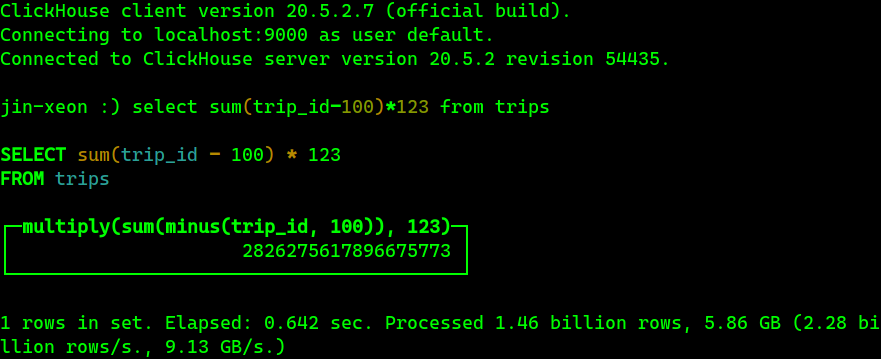 ClickHouse client version 20.5.2.7 (official build).
Connecting to localhost:9000 as user default.
Connected to ClickHouse server version 20.5.2 revision 54435.
jin-xeon :) select sum(trip_id-100)*123 from trips
SELECT sum(trip_id - 100) * 123
FROM trips
multiply(sum(minus(trip_id, 100)), 123)
2826275617896675773
1 rows in set. Elapsed: 0.642 sec. Processed 1.46 billion rows, 5.86 GB (2.28 bi
llion rows/s., 9.13 GB/s.)